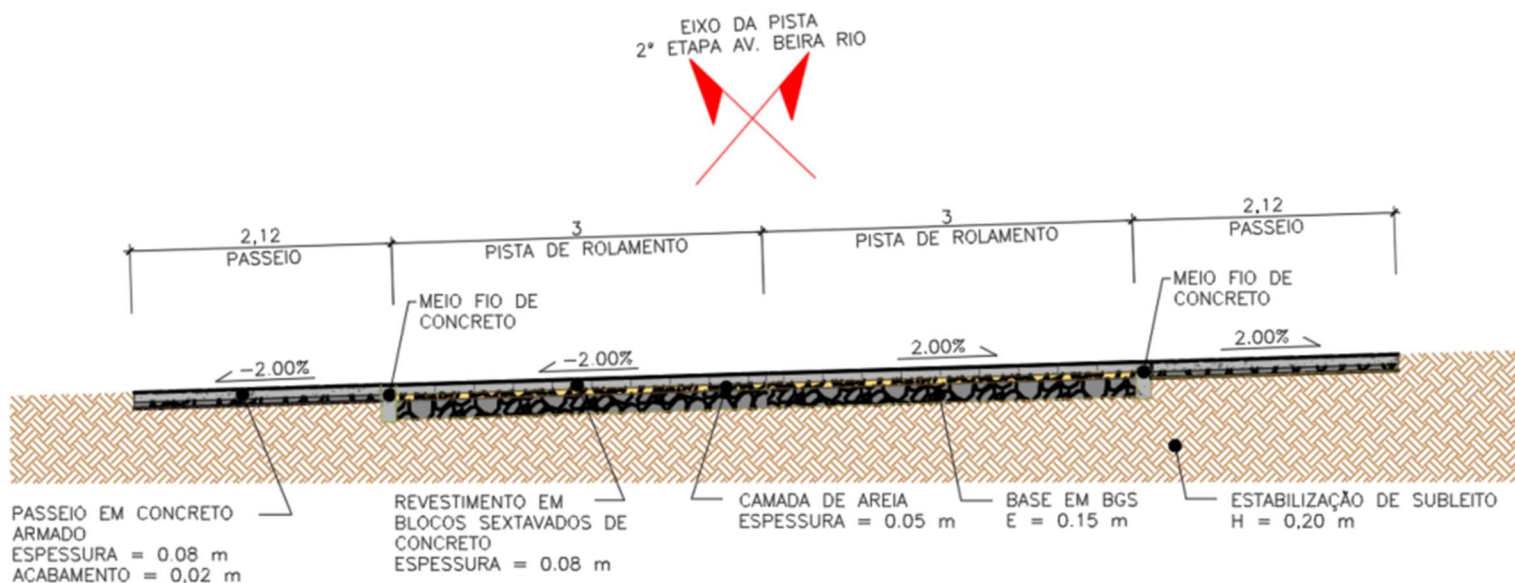 EIXO DA PISTA
2ª ETAPA AV. BEIRA RIO
2,12
PASSEIO
3
PISTA DE ROLAMENTO
3
PISTA DE ROLAMENTO
2,12
PASSEIO
MEIO FIO DE
CONCRETO
MEIO FIO DE
CONCRETO
-2.00%
-2.00%
2.00%
2.00%
PASSEIO EM CONCRETO
ARMADO
ESPESSURA = 0.08 m
ACABAMENTO = 0,02 m
REVESTIMENTO EM
BLOCOS SEXTAVADOS DE
CONCRETO
ESPESSURA = 0.08 m
CAMADA DE AREIA
ESPESSURA = 0.05 m
BASE EM BGS
E = 0.15 m
ESTABILIZAÇÃO DE SUBLEITO
H = 0,20 m